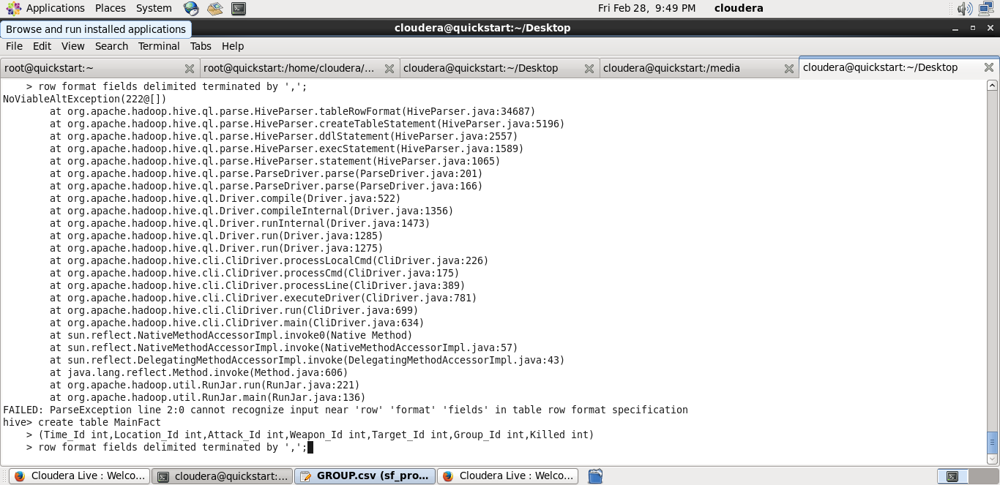 Applications Places System Fri Feb 28, 9:49 PM cloudera
Browse and run installed applications
cloudera@quickstart:~/Desktop
File Edit View Search Terminal Tabs Help
root@quickstart:~ root@quickstart:/home/cloudera/... cloudera@quickstart:~/Desktop cloudera@quickstart:/media cloudera@quickstart:~/Desktop
> row format fields delimited terminated by ',';
NoViableAltException(222@[])
at org.apache.hadoop.hive.ql.parse.HiveParser.tableRowFormat(HiveParser.java:34687)
at org.apache.hadoop.hive.ql.parse.HiveParser.createTableStatement(HiveParser.java:5196)
at org.apache.hadoop.hive.ql.parse.HiveParser.ddlStatement(HiveParser.java:2557)
at org.apache.hadoop.hive.ql.parse.HiveParser.execStatement(HiveParser.java:1589)
at org.apache.hadoop.hive.ql.parse.HiveParser.statement(HiveParser.java:1065)
at org.apache.hadoop.hive.ql.parse.ParseDriver.parse(ParseDriver.java:201)
at org.apache.hadoop.hive.ql.parse.ParseDriver.parse(ParseDriver.java:166)
at org.apache.hadoop.hive.ql.Driver.compile(Driver.java:522)
at org.apache.hadoop.hive.ql.Driver.compileInternal(Driver.java:1356)
at org.apache.hadoop.hive.ql.Driver.runInternal(Driver.java:1473)
at org.apache.hadoop.hive.ql.Driver.run(Driver.java:1285)
at org.apache.hadoop.hive.ql.Driver.run(Driver.java:1275)
at org.apache.hadoop.hive.cli.CliDriver.processLocalCmd(CliDriver.java:226)
at org.apache.hadoop.hive.cli.CliDriver.processCmd(CliDriver.java:175)
at org.apache.hadoop.hive.cli.CliDriver.processLine(CliDriver.java:389)
at org.apache.hadoop.hive.cli.CliDriver.executeDriver(CliDriver.java:781)
at org.apache.hadoop.hive.cli.CliDriver.run(CliDriver.java:699)
at org.apache.hadoop.hive.cli.CliDriver.main(CliDriver.java:634)
at sun.reflect.NativeMethodAccessorImpl.invoke0(Native Method)
at sun.reflect.NativeMethodAccessorImpl.invoke(NativeMethodAccessorImpl.java:57)
at sun.reflect.DelegatingMethodAccessorImpl.invoke(DelegatingMethodAccessorImpl.java:43)
at java.lang.reflect.Method.invoke(Method.java:606)
at org.apache.hadoop.util.RunJar.run(RunJar.java:221)
at org.apache.hadoop.util.RunJar.main(RunJar.java:136)
FAILED: ParseException line 2:0 cannot recognize input near 'row' 'format' 'fields' in table row format specification
hive> create table MainFact
> (Time_Id int,Location_Id int,Attack_Id int,Weapon_Id int,Target_Id int,Group_Id int,Killed int)
> row format fields delimited terminated by ',';
Cloudera Live : Welco... cloudera@quickstart:... GROUP.csv (sf_pro... Cloudera Live : Welco...